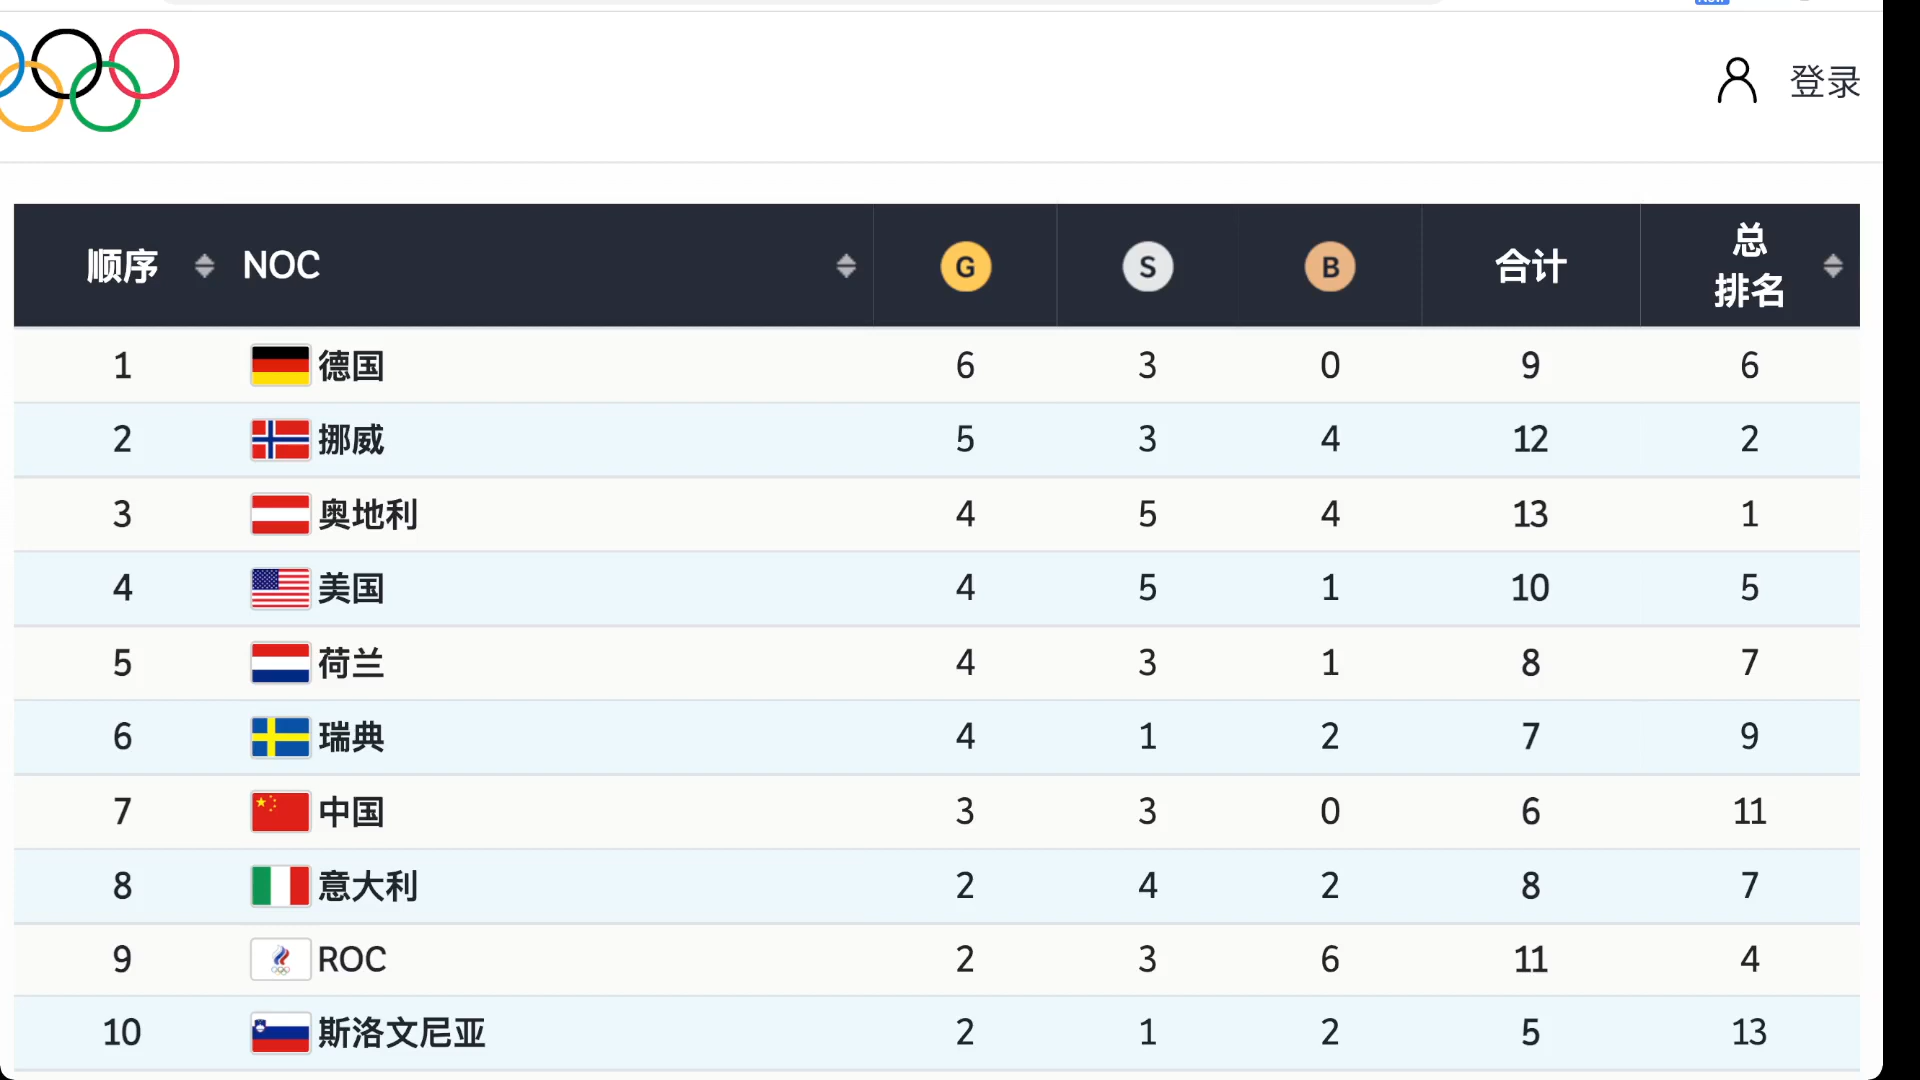 登录
顺序 NOC G S B 合计 总排名
1 德国 6 3 0 9 6
2 挪威 5 3 4 12 2
3 奥地利 4 5 4 13 1
4 美国 4 5 1 10 5
5 荷兰 4 3 1 8 7
6 瑞典 4 1 2 7 9
7 中国 3 3 0 6 11
8 意大利 2 4 2 8 7
9 ROC 2 3 6 11 4
10 斯洛文尼亚 2 1 2 5 13